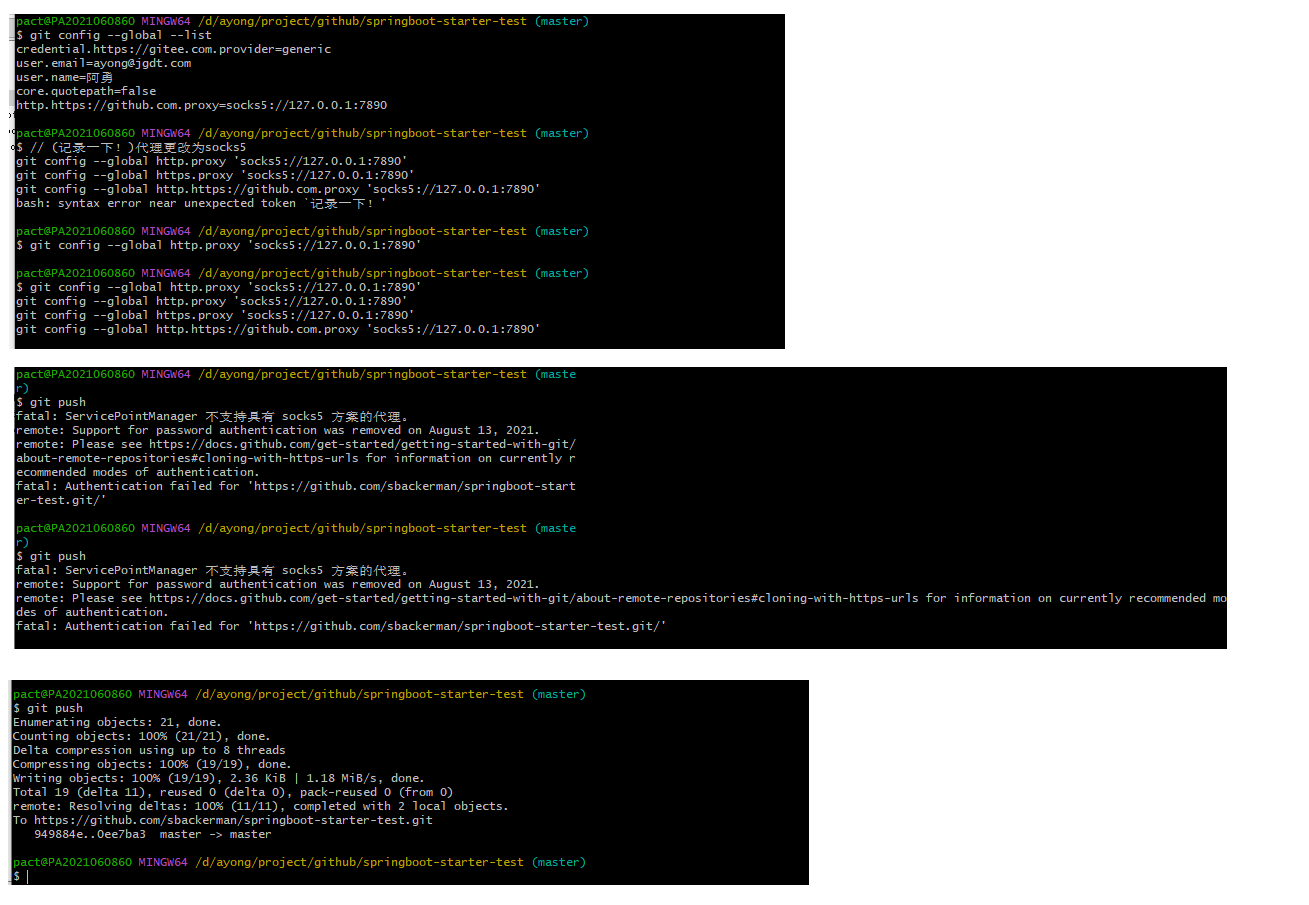 pact@PA2021060860 MINGW64 /d/ayong/project/github/springboot-starter-test (master)
$ git config --global --list
credential.https://gitee.com.provider=generic
user.email=ayong@jgdt.com
user.name=阿勇
core.quotepath=false
http.https://github.com.proxy=socks5://127.0.0.1:7890
pact@PA2021060860 MINGW64 /d/ayong/project/github/springboot-starter-test (master)
$ // (记录一下！)代理更改为socks5
git config --global http.proxy 'socks5://127.0.0.1:7890'
git config --global https.proxy 'socks5://127.0.0.1:7890'
git config --global http.https://github.com.proxy 'socks5://127.0.0.1:7890'
bash: syntax error near unexpected token `记录一下！'
pact@PA2021060860 MINGW64 /d/ayong/project/github/springboot-starter-test (master)
$ git config --global http.proxy 'socks5://127.0.0.1:7890'
pact@PA2021060860 MINGW64 /d/ayong/project/github/springboot-starter-test (master)
$ git config --global http.proxy 'socks5://127.0.0.1:7890'
git config --global http.proxy 'socks5://127.0.0.1:7890'
git config --global https.proxy 'socks5://127.0.0.1:7890'
git config --global http.https://github.com.proxy 'socks5://127.0.0.1:7890'
pact@PA2021060860 MINGW64 /d/ayong/project/github/springboot-starter-test (maste
r)
$ git push
fatal: ServicePointManager 不支持具有 socks5 方案的代理。
remote: Support for password authentication was removed on August 13, 2021.
remote: Please see https://docs.github.com/get-started/getting-started-with-git/
about-remote-repositories#cloning-with-https-urls for information on currently r
ecommended modes of authentication.
fatal: Authentication failed for 'https://github.com/sbackerman/springboot-start
er-test.git/'
pact@PA2021060860 MINGW64 /d/ayong/project/github/springboot-starter-test (maste
r)
$ git push
fatal: ServicePointManager 不支持具有 socks5 方案的代理。
remote: Support for password authentication was removed on August 13, 2021.
remote: Please see https://docs.github.com/get-started/getting-started-with-git/about-remote-repositories#cloning-with-https-urls for information on currently recommended mo
des of authentication.
fatal: Authentication failed for 'https://github.com/sbackerman/springboot-starter-test.git/'
pact@PA2021060860 MINGW64 /d/ayong/project/github/springboot-starter-test (master)
$ git push
Enumerating objects: 21, done.
Counting objects: 100% (21/21), done.
Delta compression using up to 8 threads
Compressing objects: 100% (19/19), done.
Writing objects: 100% (19/19), 2.36 KiB | 1.18 MiB/s, done.
Total 19 (delta 11), reused 0 (delta 0), pack-reused 0 (from 0)
remote: Resolving deltas: 100% (11/11), completed with 2 local objects.
To https://github.com/sbackerman/springboot-starter-test.git
949884e..0ee7ba3  master -> master
pact@PA2021060860 MINGW64 /d/ayong/project/github/springboot-starter-test (master)
$